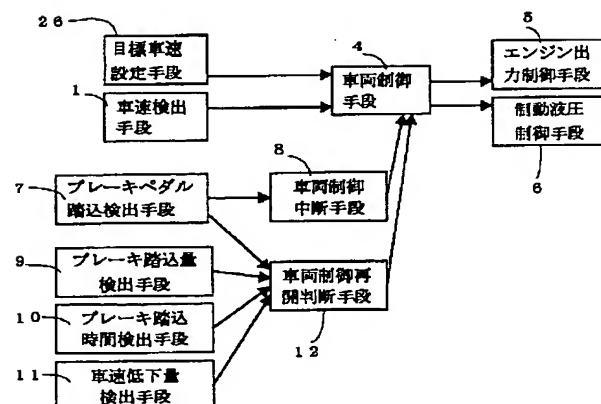 26
目標車速
設定手段
1
車速検出
手段
4
車両制御
手段
5
エンジン出
力制御手段
制動液圧
制御手段
6
7
ブレーキペダル
踏込検出手段
8
車両制御
中断手段
9
ブレーキ踏込量
検出手段
10
ブレーキ踏込
時間検出手段
11
車速低下量
検出手段
車両制御再
開判断手段
12